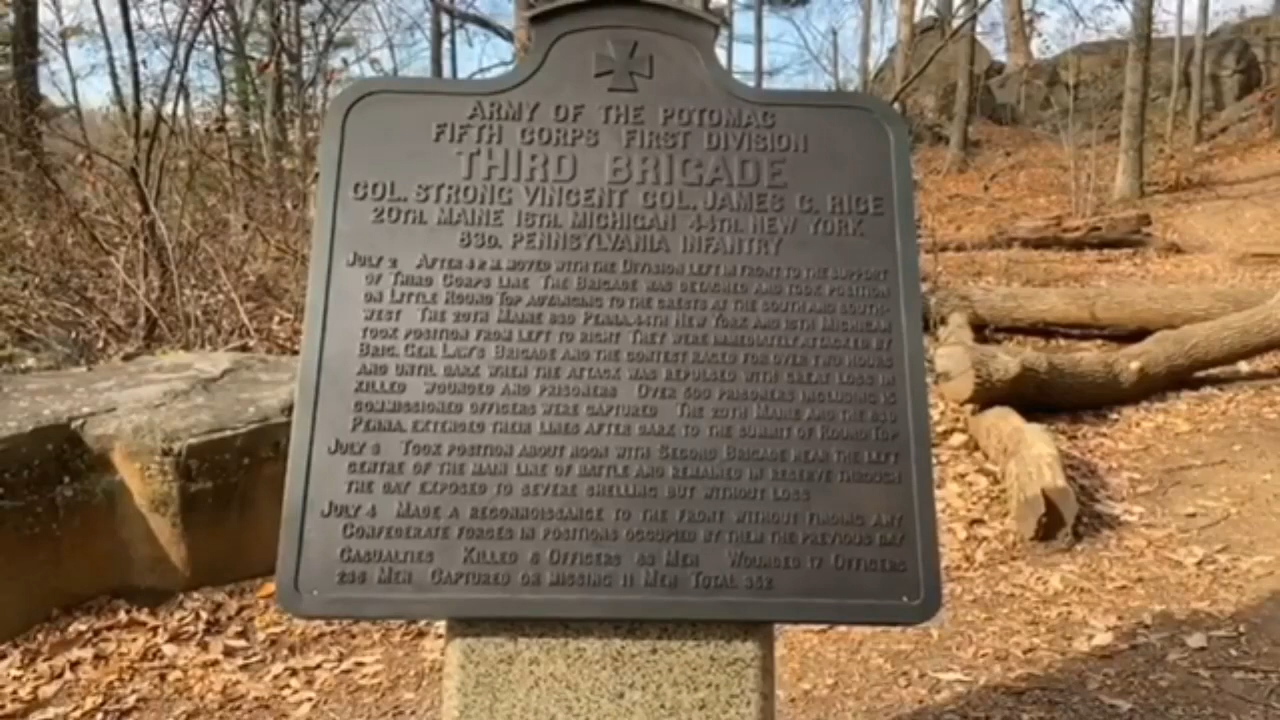 ARMY OF THE POTOMAC
FIFTH CORPS FIRST DIVISION
THIRD BRIGADE
COL. STRONG VINCENT COL. JAMES C. RICE
20TH. MAINE 16TH. MICHIGAN 44TH. NEW YORK
83D. PENNSYLVANIA INFANTRY
JULY 2 AFTER 4 P.M. MOVED WITH THE DIVISION LEFT IN FRONT TO THE SUPPORT
OF THIRD CORPS LINE THE BRIGADE WAS DETACHED AND TOOK POSITION
ON LITTLE ROUND TOP ADVANCING TO THE CRESTS AT THE SOUTH AND SOUTH-
WEST THE 20TH MAINE 83D PENNA. 44TH NEW YORK AND 16TH MICHIGAN
TOOK POSITION FROM LEFT TO RIGHT THEY WERE IMMEDIATELY ATTACKED BY
BRIG. GEN. LAW'S BRIGADE AND THE CONTEST RAGED FOR OVER TWO HOURS
AND UNTIL DARK WHEN THE ATTACK WAS REPULSED WITH GREAT LOSS IN
KILLED WOUNDED AND PRISONERS OVER 500 PRISONERS INCLUDING 15
COMMISSIONED OFFICERS WERE CAPTURED THE 20TH MAINE AND THE 83D
PENNA. EXTENDED THEIR LINES AFTER DARK TO THE SUMMIT OF ROUND TOP
JULY 3 TOOK POSITION ABOUT NOON WITH SECOND BRIGADE NEAR THE LEFT
CENTRE OF THE MAIN LINE OF BATTLE AND REMAINED IN RESERVE THROUGH
THE DAY EXPOSED TO SEVERE SHELLING BUT WITHOUT LOSS
JULY 4 MADE A RECONNOISSANCE TO THE FRONT WITHOUT FINDING ANY
CONFEDERATE FORCES IN POSITIONS OCCUPIED BY THEM THE PREVIOUS DAY
CASUALTIES KILLED 6 OFFICERS 83 MEN WOUNDED 17 OFFICERS
236 MEN CAPTURED OR MISSING 11 MEN TOTAL 352